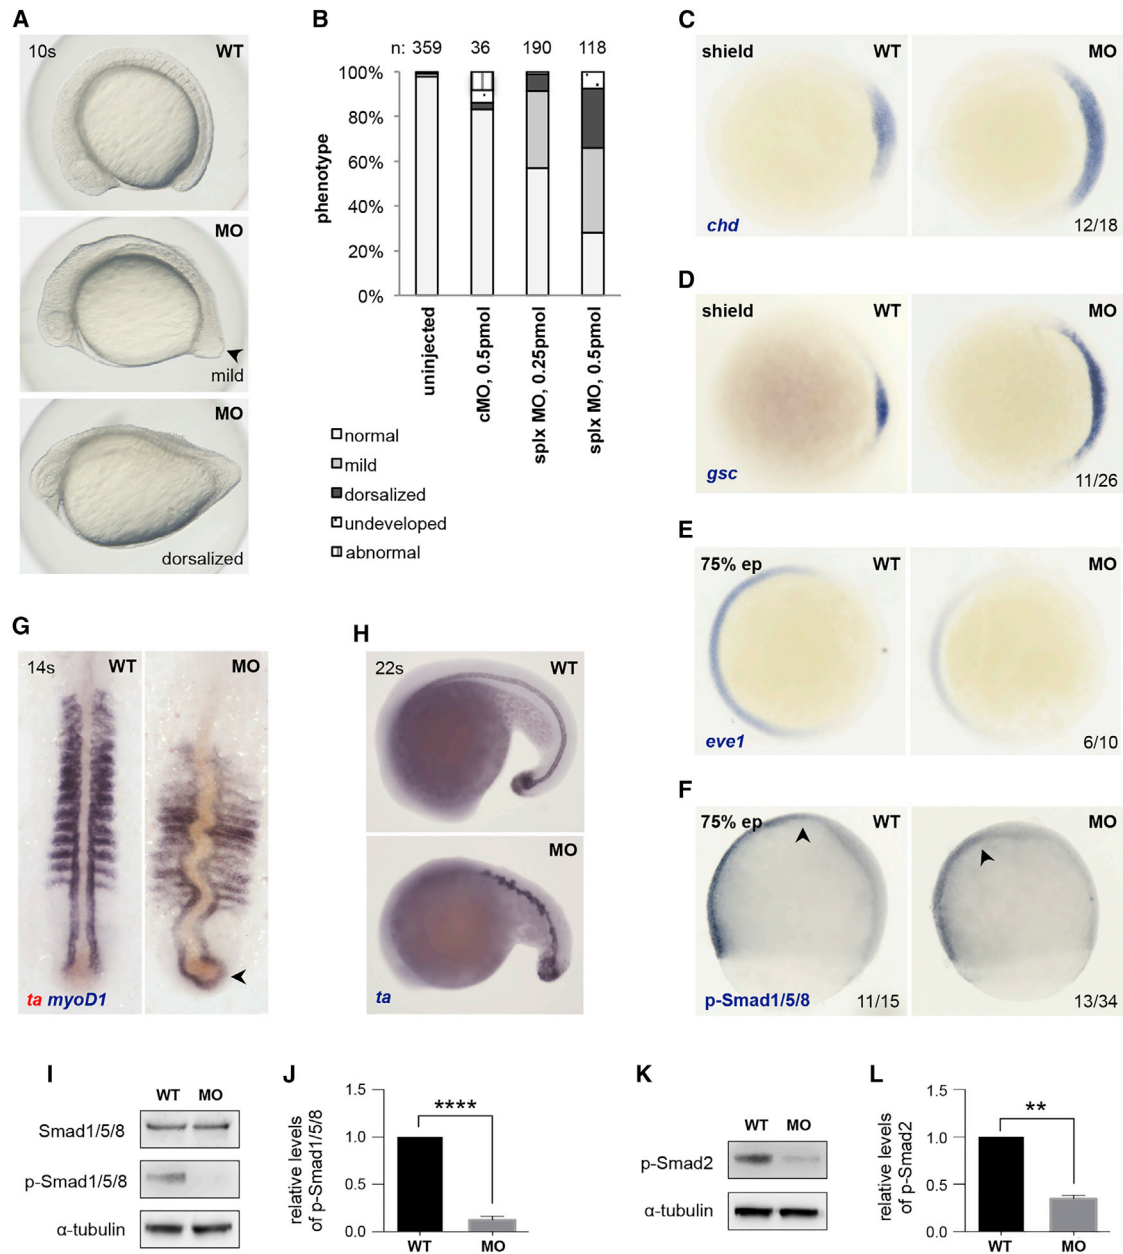 A
10s
WT
MO
mild
MO
dorsalized
B
n: 359 36 190 118
100%
80%
60%
40%
20%
0%
phenotype
uninjected
cMO, 0.5pmol
splx MO, 0.25pmol
splx MO, 0.5pmol
normal
mild
dorsalized
undeveloped
abnormal
C
shield
WT
chd
MO
12/18
D
shield
WT
gsc
MO
11/26
E
75% ep
WT
eve1
MO
6/10
F
75% ep
WT
p-Smad1/5/8
11/15
MO
13/34
G
14s
WT
ta myoD1
MO
H
22s
WT
MO
ta
I
WT MO
Smad1/5/8
p-Smad1/5/8
α-tubulin
J
relative levels
of p-Smad1/5/8
1.5
1.0
0.5
0.0
****
WT MO
K
WT MO
p-Smad2
α-tubulin
L
relative levels
of p-Smad2
1.5
1.0
0.5
0.0
**
WT MO